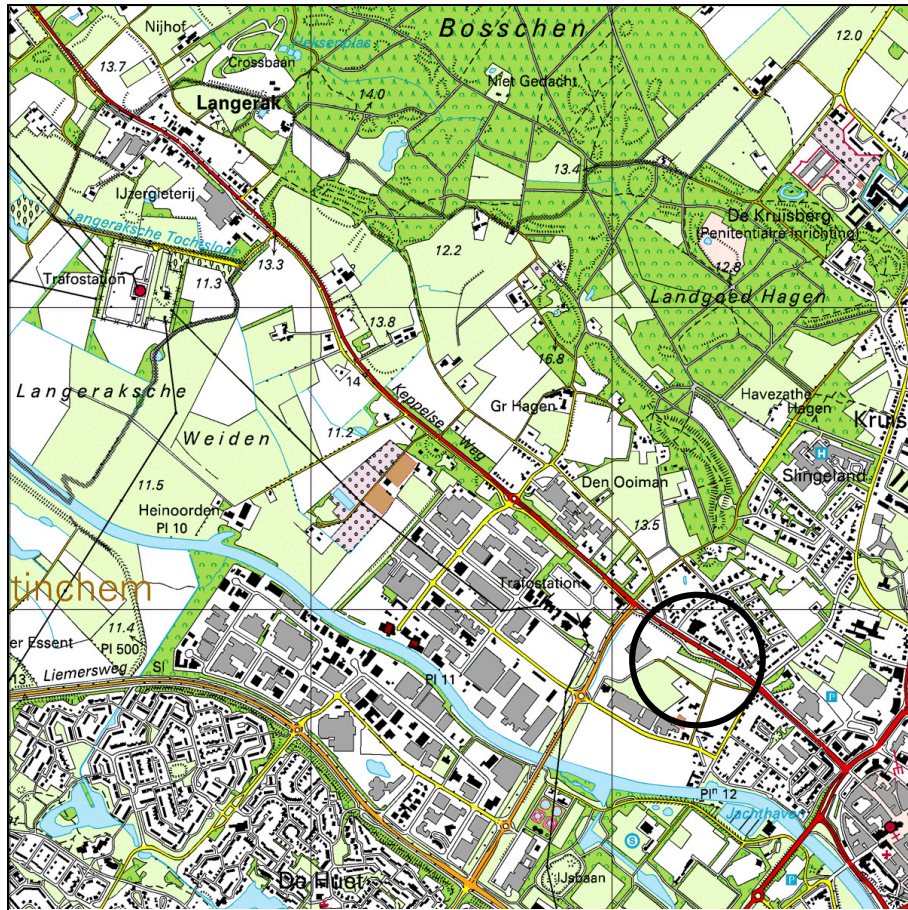 Bosschen
Nijhof
Heksenplas
12.0
Crossbaan
13.7
Niet Gedacht
14.0
Langerak
13.4
IJzergieterij
De Kruisberg
(Penitentiaire Inrichting)
Langeraksche Tochtsloot
12.2
13.3
12.8
Trafostation
11.3
Landgoed Hagen
13.8
16.8
14
Langeraksche
Keppelse Weg
Havezathe
Hagen
Gr Hagen
Kruis
11.2
Weiden
H
Slingeland
11.5
Den Ooiman
Heinoorden
Pl 10
13.5
tinchem
Trafostation
11.4
er Essent
Pl 500
Sl
Liemersweg
Pl 11
13
P
Plⁿ 12
Jachthaven
S
De Huet
IJsbaan
P